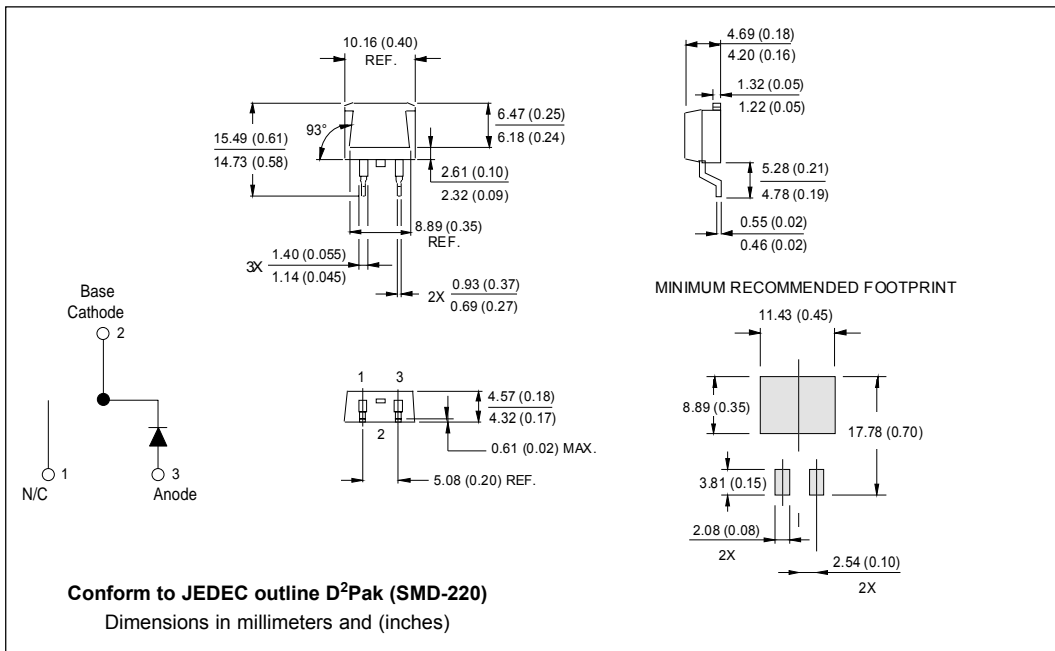 10.16 (0.40)
REF.
15.49 (0.61)
14.73 (0.58)
93°
6.47 (0.25)
6.18 (0.24)
2.61 (0.10)
2.32 (0.09)
8.89 (0.35)
REF.
3X
1.40 (0.055)
1.14 (0.045)
2X
0.93 (0.37)
0.69 (0.27)
4.69 (0.18)
4.20 (0.16)
1.32 (0.05)
1.22 (0.05)
5.28 (0.21)
4.78 (0.19)
0.55 (0.02)
0.46 (0.02)
Base
Cathode
2
1
N/C
3
Anode
1 3
2
4.57 (0.18)
4.32 (0.17)
0.61 (0.02) MAX.
5.08 (0.20) REF.
MINIMUM RECOMMENDED FOOTPRINT
11.43 (0.45)
8.89 (0.35)
17.78 (0.70)
3.81 (0.15)
2.08 (0.08)
2X
2.54 (0.10)
2X
Conform to JEDEC outline D²Pak (SMD-220)
Dimensions in millimeters and (inches)